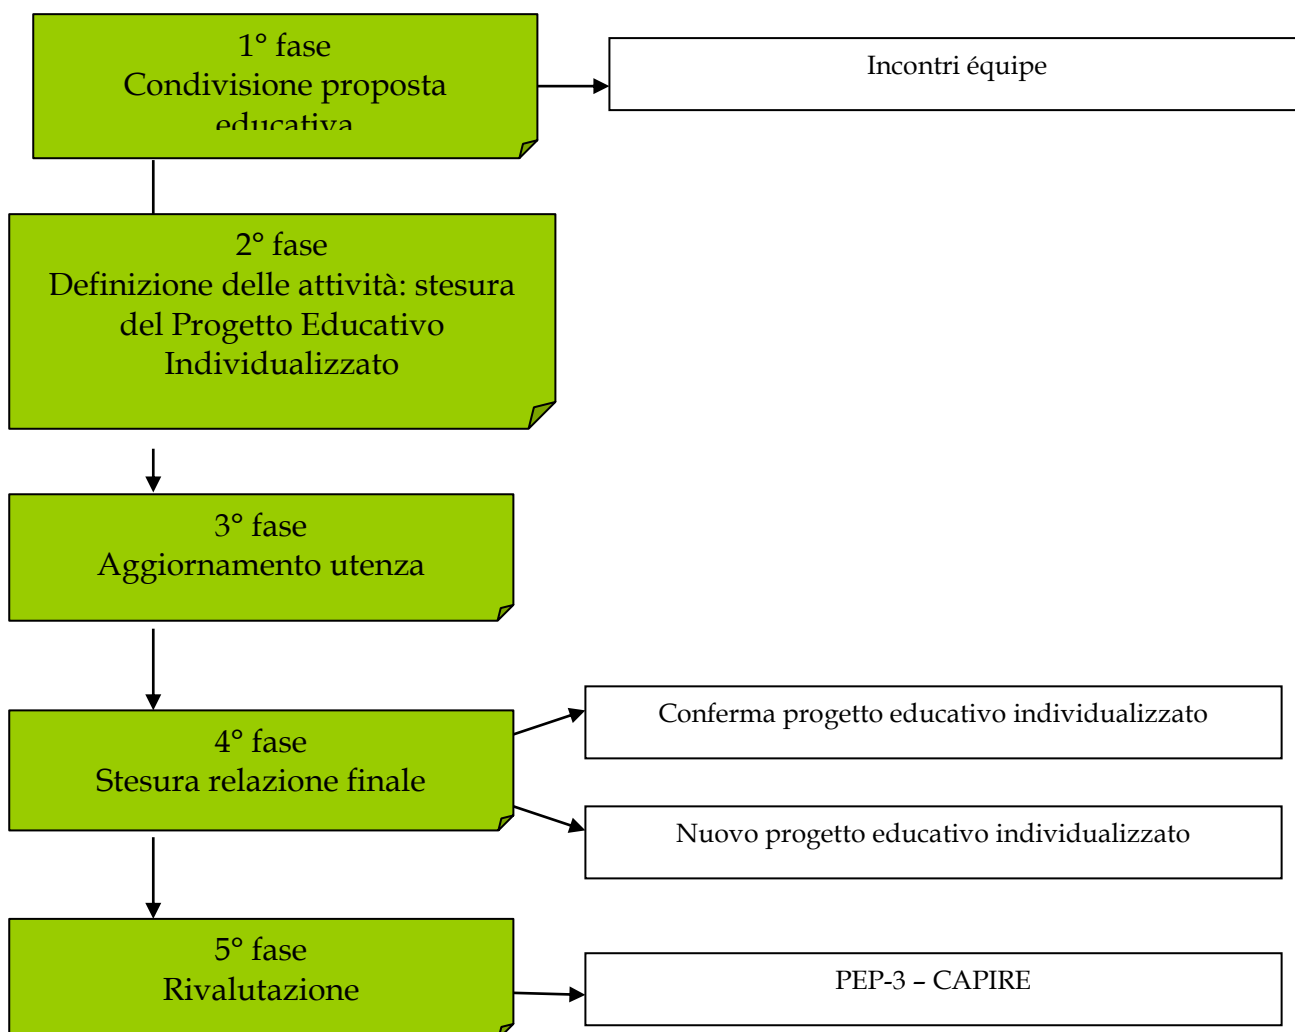 1° fase
Condivisione proposta
educativa
Incontri équipe
2° fase
Definizione delle attività: stesura
del Progetto Educativo
Individualizzato
3° fase
Aggiornamento utenza
4° fase
Stesura relazione finale
Conferma progetto educativo individualizzato
Nuovo progetto educativo individualizzato
5° fase
Rivalutazione
PEP-3 – CAPIRE